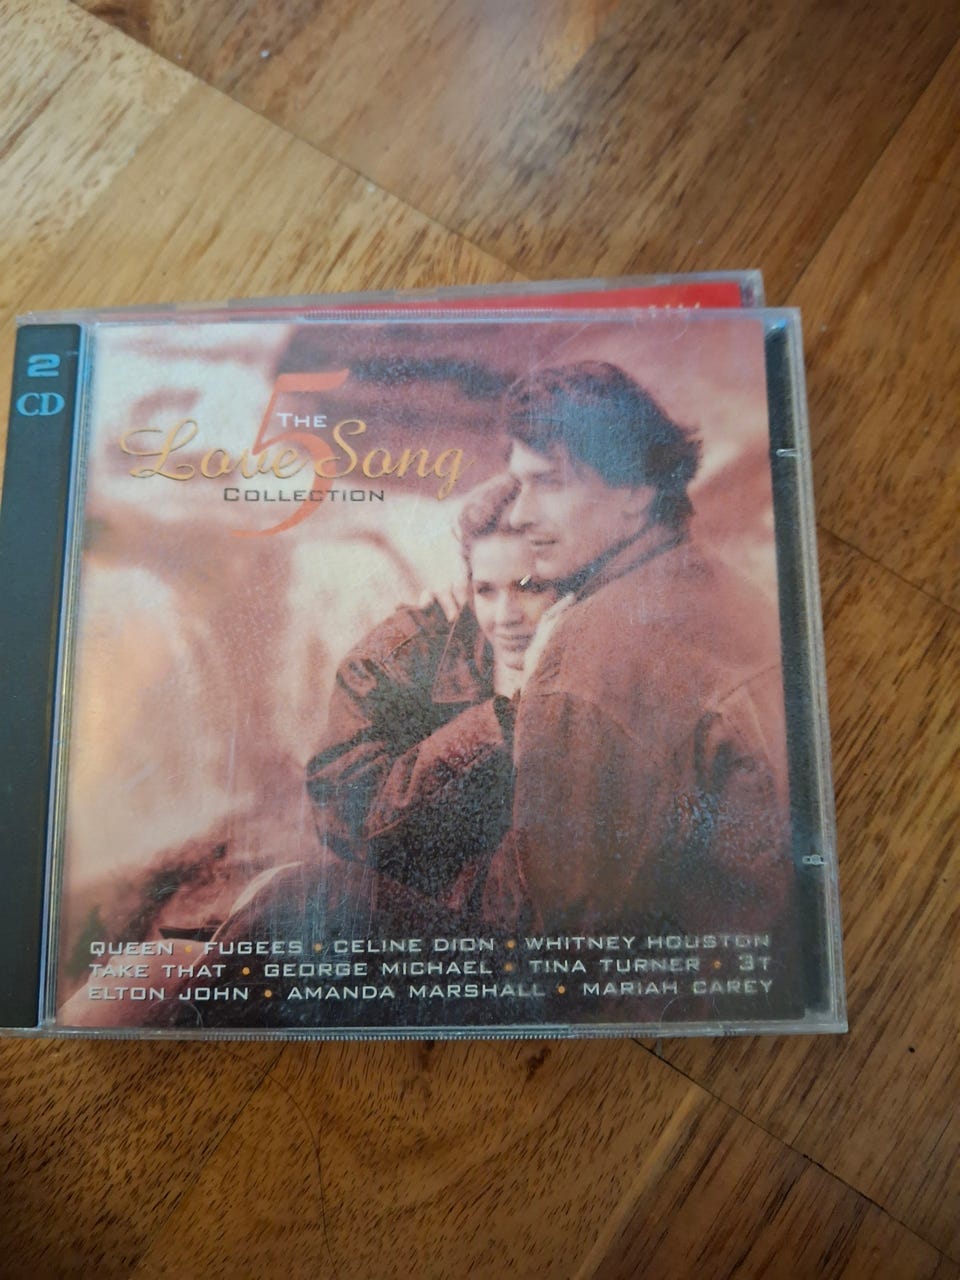 2
CD
5
THE
Love Song
COLLECTION
QUEEN • FUGEES • CELINE DION • WHITNEY HOUSTON
TAKE THAT • GEORGE MICHAEL • TINA TURNER • 3T
ELTON JOHN • AMANDA MARSHALL • MARIAH CAREY